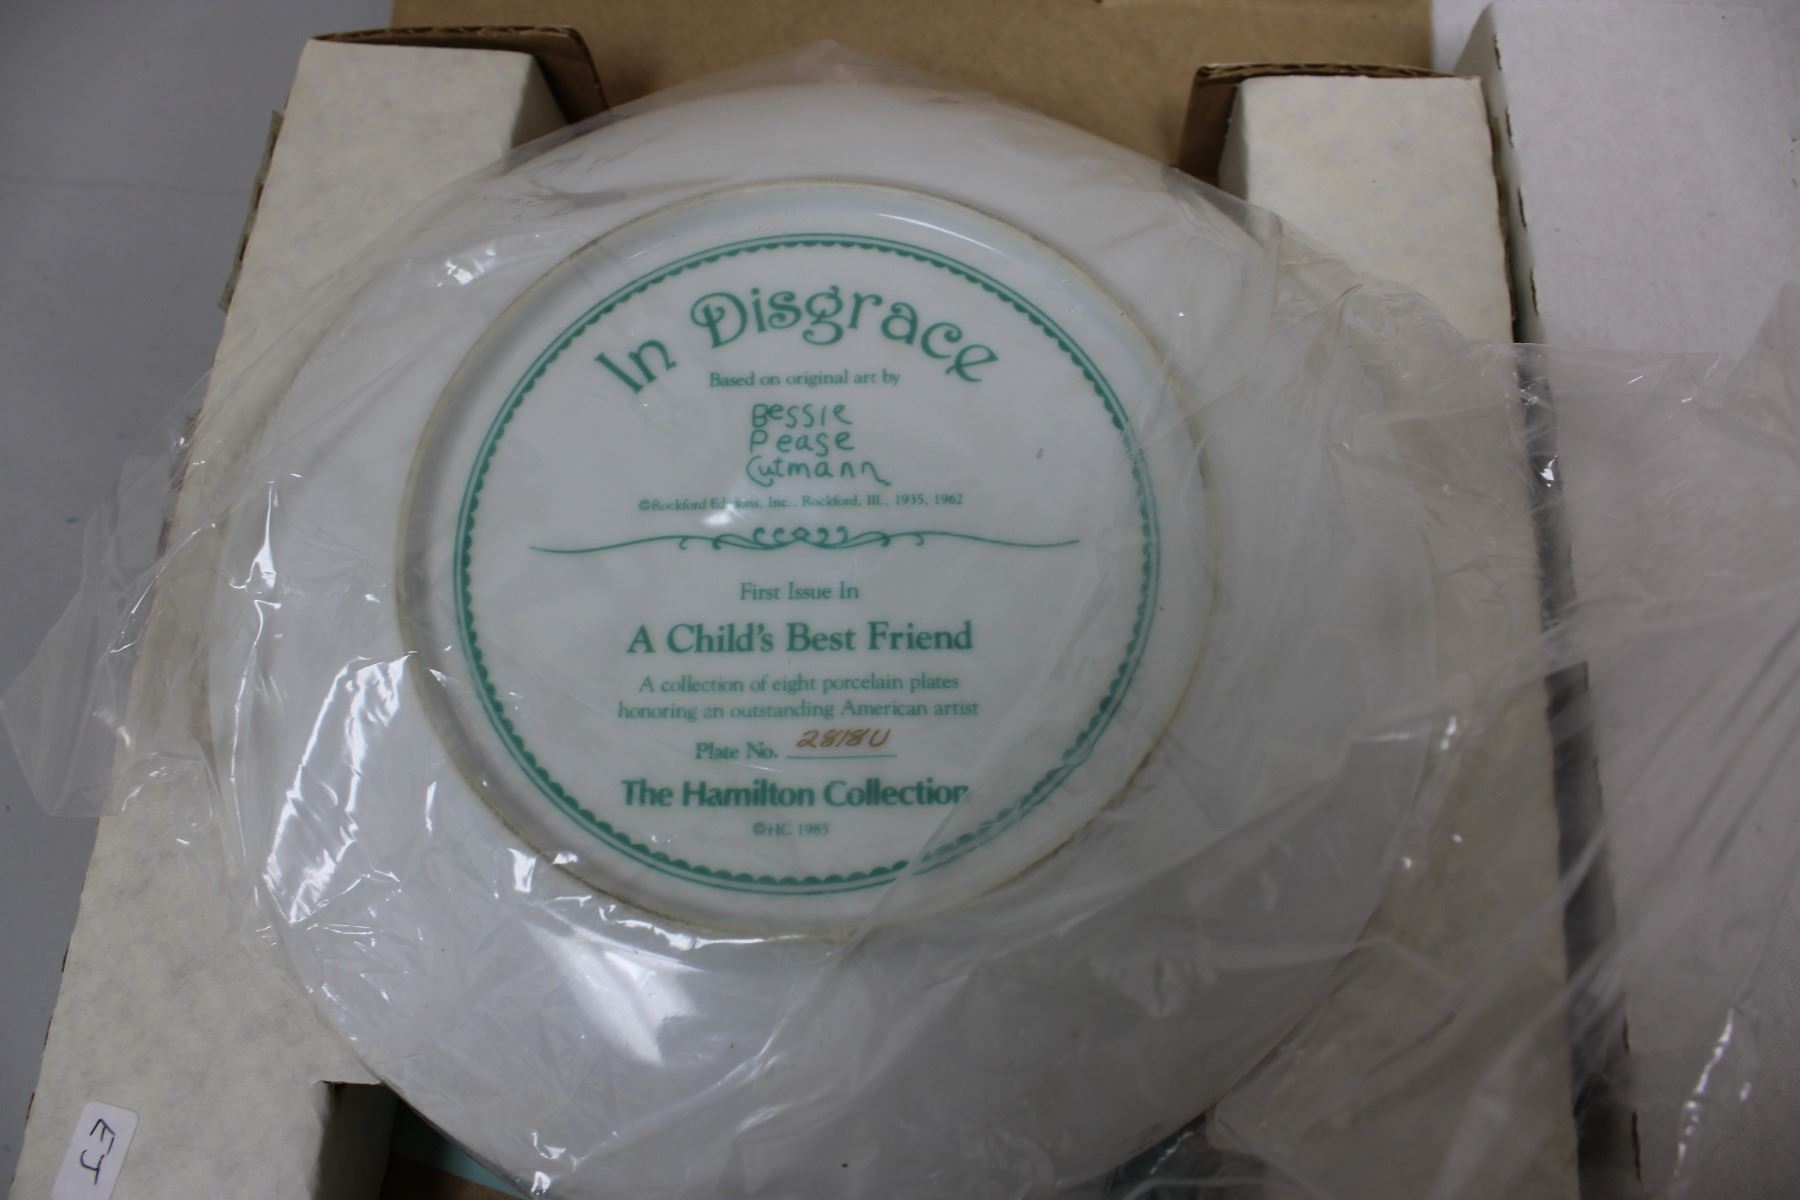 In Disgrace
Based on original art by
Bessie
Pease
Gutmann
©Rockford Editions, Inc., Rockford, Ill., 1935, 1962
First Issue In
A Child's Best Friend
A collection of eight porcelain plates
honoring an outstanding American artist
Plate No. 2818U
The Hamilton Collection
©HC 1985